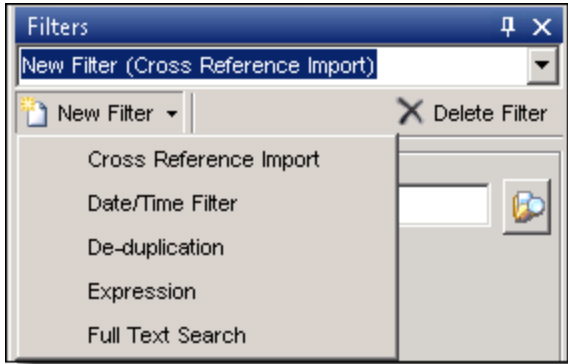 Filters
New Filter (Cross Reference Import)
New Filter
Delete Filter
Cross Reference Import
Date/Time Filter
De-duplication
Expression
Full Text Search